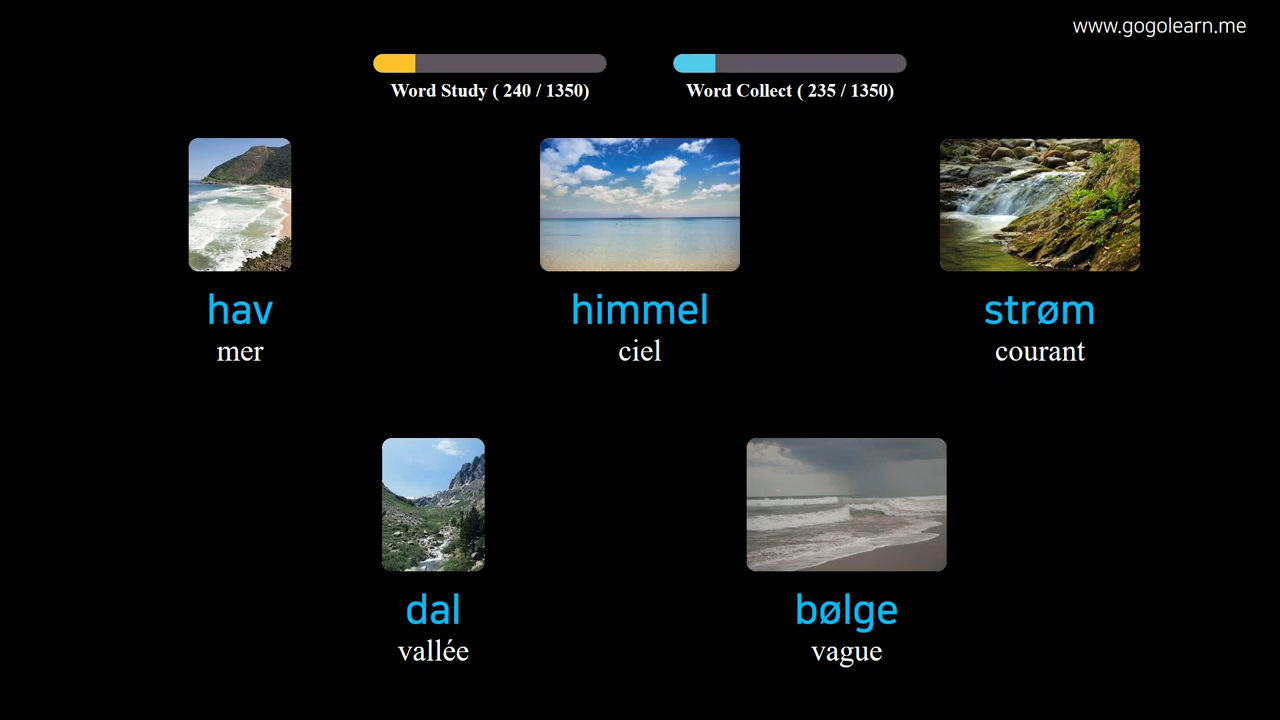 www.gogolearn.me
Word Study ( 240 / 1350)
Word Collect ( 235 / 1350)
hav
mer
himmel
ciel
strøm
courant
dal
vallée
bølge
vague